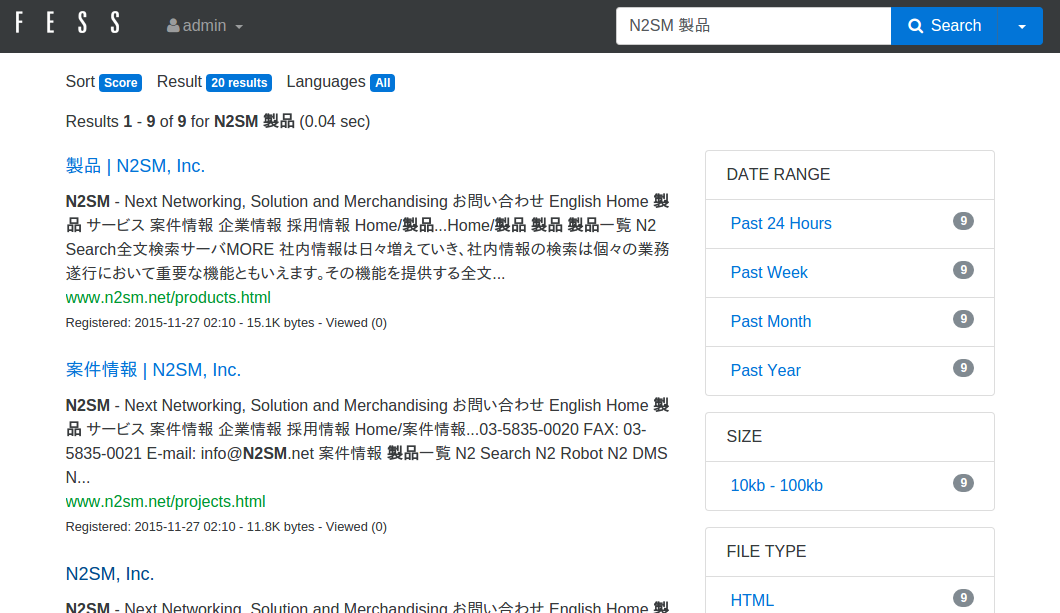 FESS admin N2SM 製品 Search
Sort Score Result 20 results Languages All
Results 1 - 9 of 9 for N2SM 製品 (0.04 sec)
製品 | N2SM, Inc.
N2SM - Next Networking, Solution and Merchandising お問い合わせ English Home 製
品 サービス 案件情報 企業情報 採用情報 Home/製品...Home/製品 製品 製品一覧 N2
Search全文検索サーバMORE 社内情報は日々増えていき、社内情報の検索は個々の業務
遂行において重要な機能ともいえます。その機能を提供する全文...
www.n2sm.net/products.html
Registered: 2015-11-27 02:10 - 15.1K bytes - Viewed (0)
案件情報 | N2SM, Inc.
N2SM - Next Networking, Solution and Merchandising お問い合わせ English Home 製
品 サービス 案件情報 企業情報 採用情報 Home/案件情報...03-5835-0020 FAX: 03-
5835-0021 E-mail: info@N2SM.net 案件情報 製品一覧 N2 Search N2 Robot N2 DMS
N...
www.n2sm.net/projects.html
Registered: 2015-11-27 02:10 - 11.8K bytes - Viewed (0)
N2SM, Inc.
N2SM - Next Networking, Solution and Merchandising お問い合わせ English Home 製
DATE RANGE
Past 24 Hours 9
Past Week 9
Past Month 9
Past Year 9
SIZE
10kb - 100kb 9
FILE TYPE
HTML 9